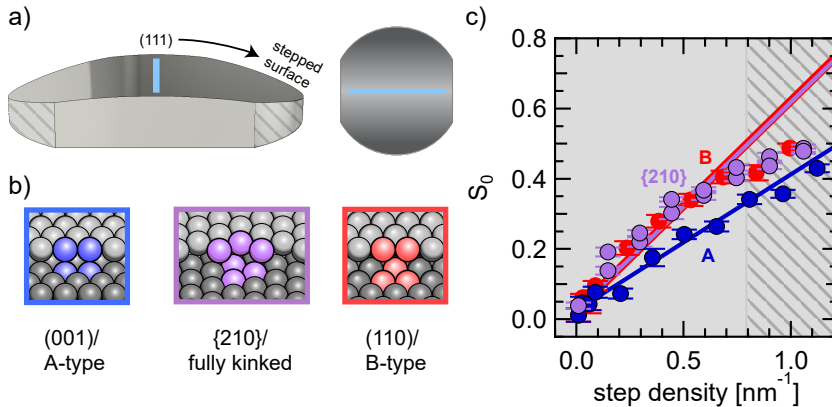 a)
(111)
stepped
surface
b)
(001)/
A-type
{210}/
fully kinked
(110)/
B-type
c)
S₀
0.8
0.6
0.4
0.2
0.0
B
{210}
A
0.0
0.5
1.0
step density [nm⁻¹]